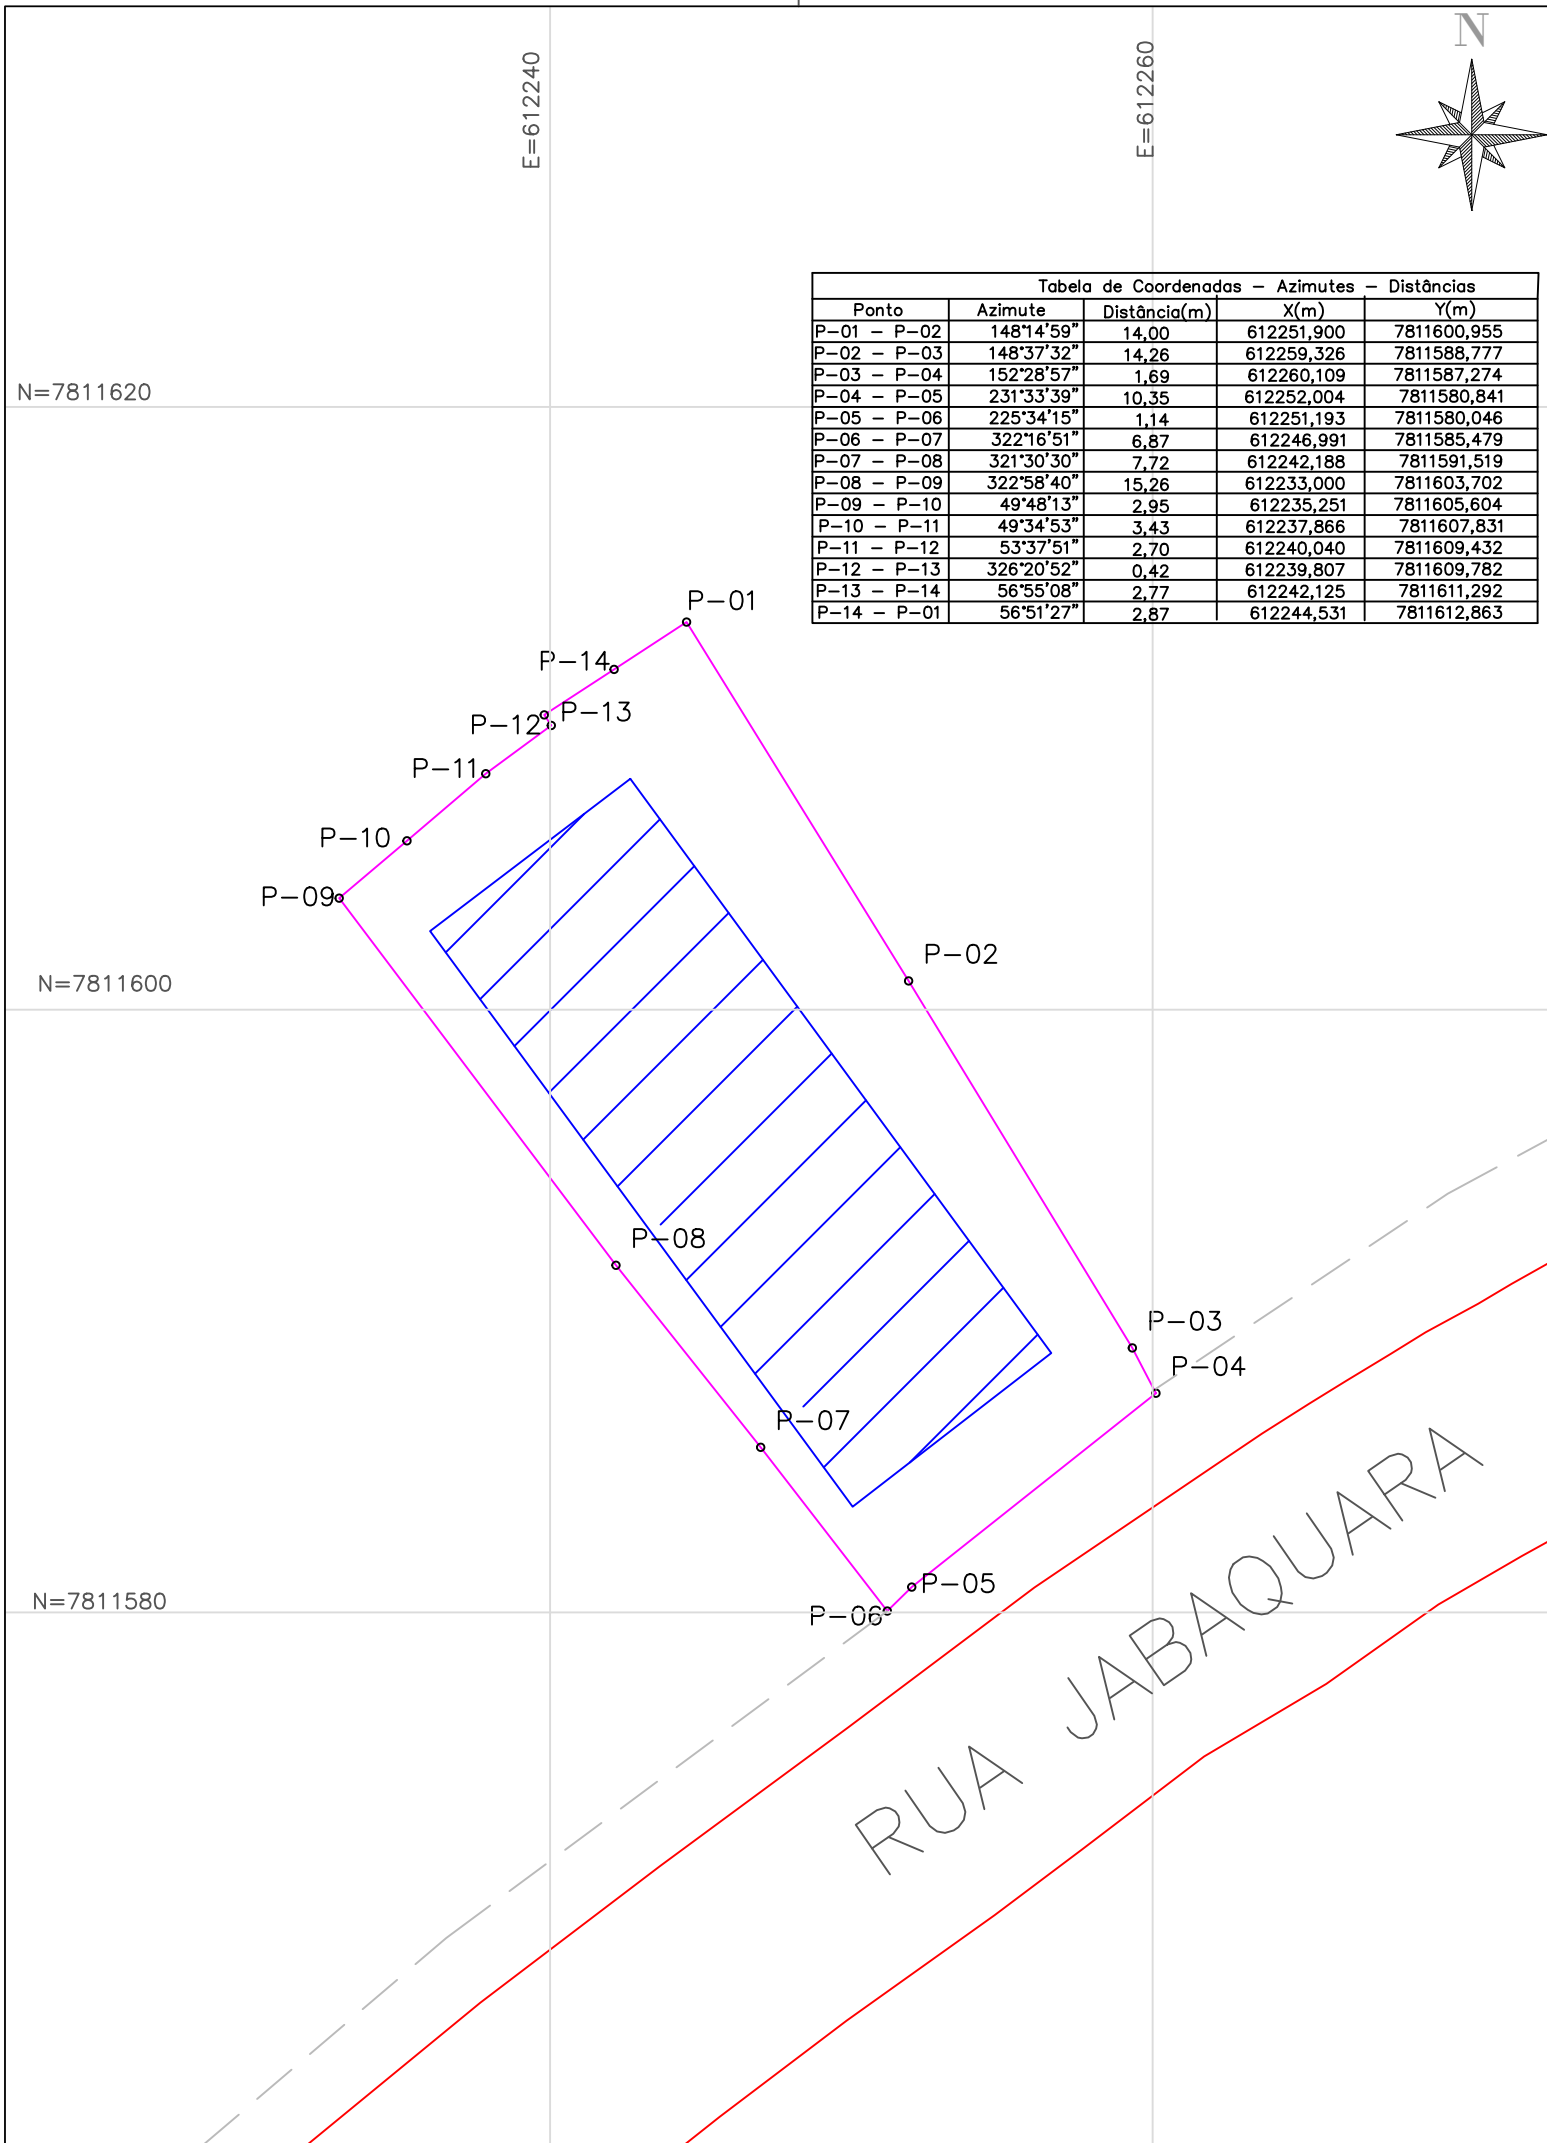 N
E=612240
E=612260
Tabela de Coordenadas – Azimutes – Distâncias
Ponto Azimute Distância(m) X(m) Y(m)
P–01 – P–02 148°14'59" 14,00 612251,900 7811600,955
P–02 – P–03 148°37'32" 14,26 612259,326 7811588,777
P–03 – P–04 152°28'57" 1,69 612260,109 7811587,274
P–04 – P–05 231°33'39" 10,35 612252,004 7811580,841
P–05 – P–06 225°34'15" 1,14 612251,193 7811580,046
P–06 – P–07 322°16'51" 6,87 612246,991 7811585,479
P–07 – P–08 321°30'30" 7,72 612242,188 7811591,519
P–08 – P–09 322°58'40" 15,26 612233,000 7811603,702
P–09 – P–10 49°48'13" 2,95 612235,251 7811605,604
P–10 – P–11 49°34'53" 3,43 612237,866 7811607,831
P–11 – P–12 53°37'51" 2,70 612240,040 7811609,432
P–12 – P–13 326°20'52" 0,42 612239,807 7811609,782
P–13 – P–14 56°55'08" 2,77 612242,125 7811611,292
P–14 – P–01 56°51'27" 2,87 612244,531 7811612,863
N=7811620
P–01
P–14
P–13
P–12
P–11
P–10
P–09
P–02
N=7811600
P–08
P–03
P–04
P–07
P–05
N=7811580
P–06
RUA JABAQUARA